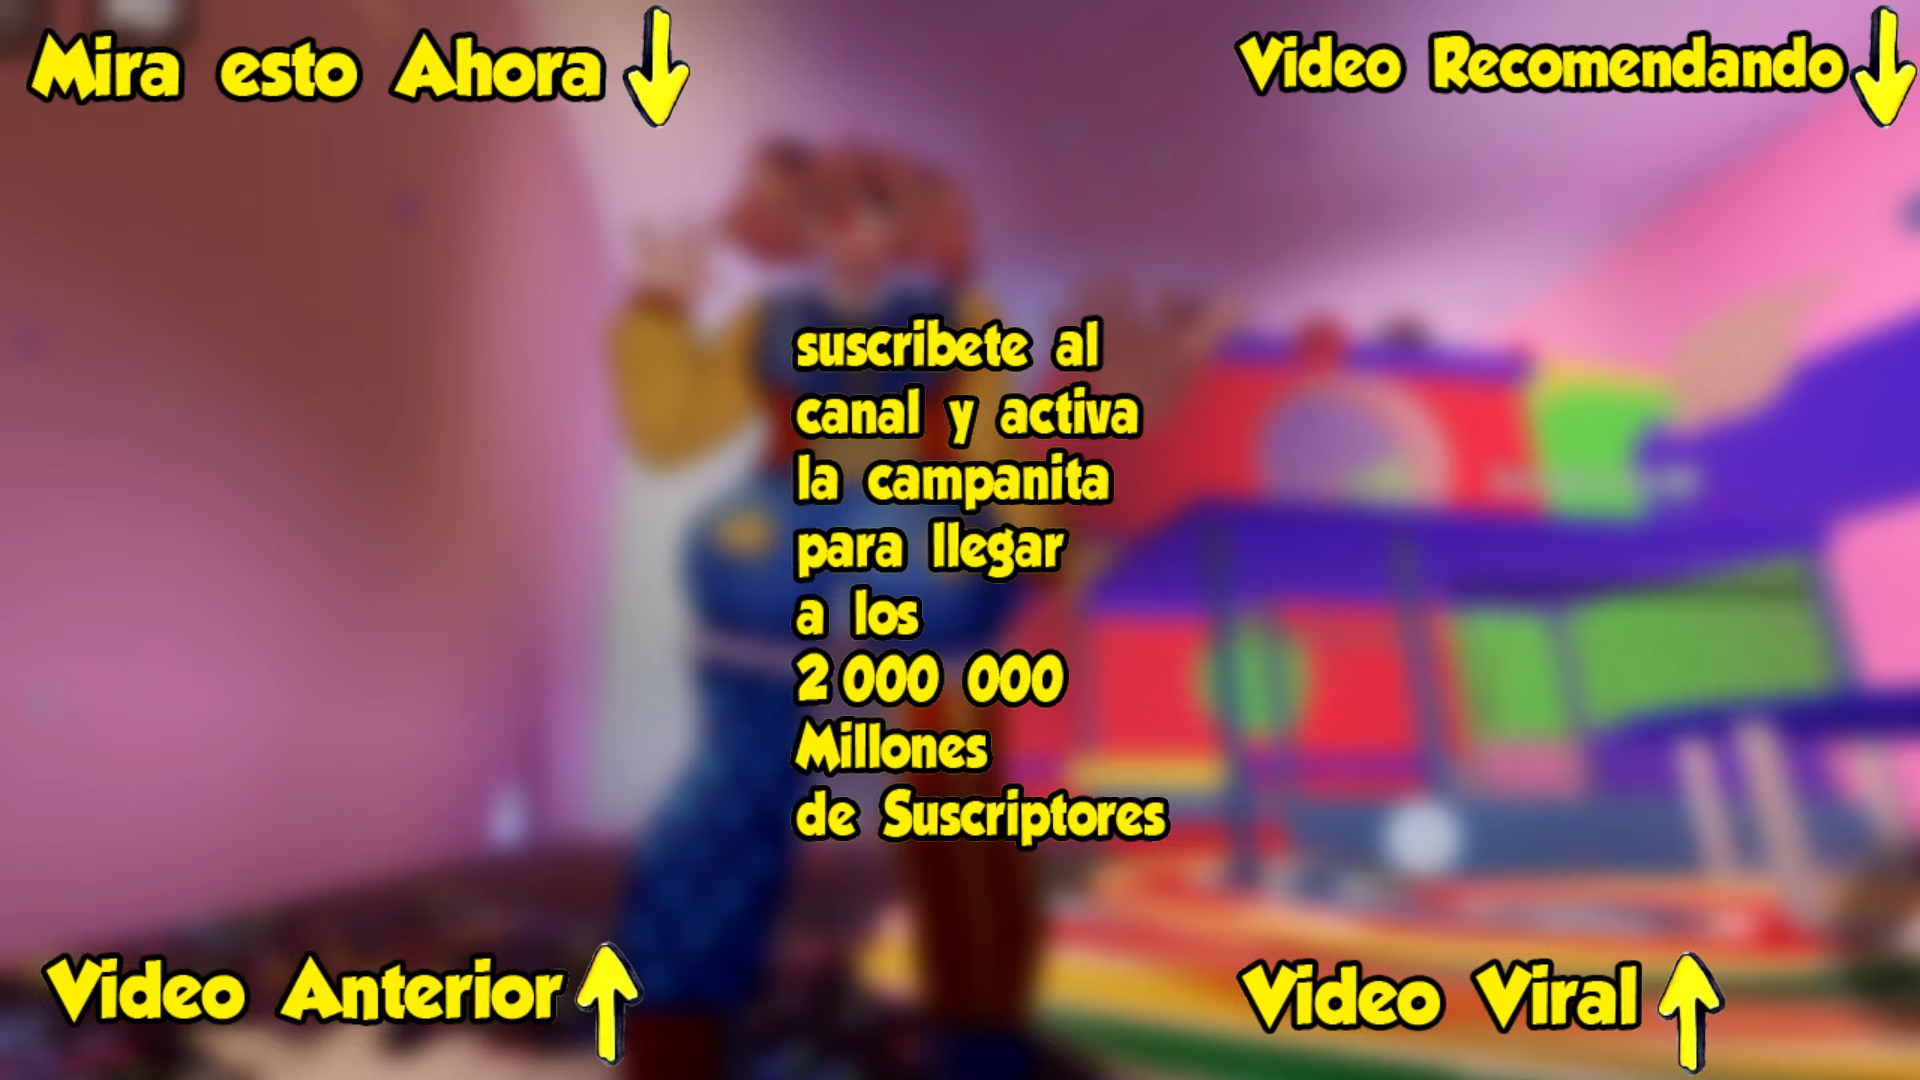 Mira esto Ahora
Video Recomendando
suscribete al
canal y activa
la campanita
para llegar
a los
2 000 000
Millones
de Suscriptores
Video Anterior
Video Viral